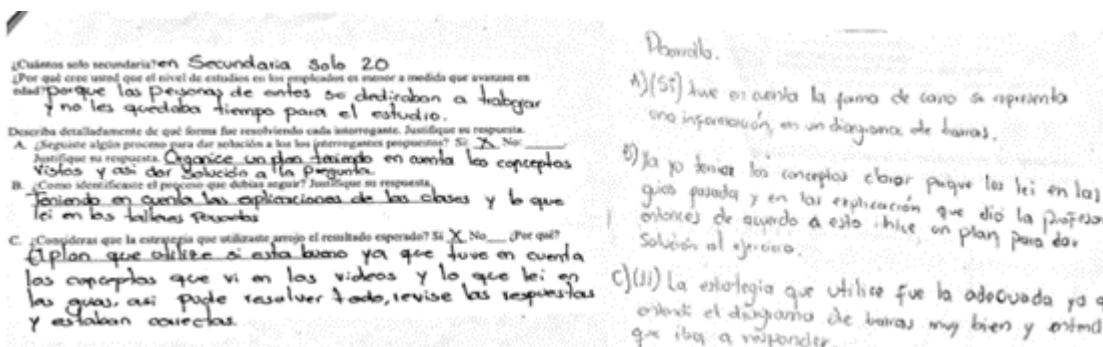 ¿Cuántos solo secundaria? en Secundaria Solo 20
¿Por qué cree usted que el nivel de estudios en los empleados es menor a medida que avanzan en
edad? porque las personas de antes se dedicaban a trabajar
y no les quedaba tiempo para el estudio.
Describa detalladamente de qué forma fue resolviendo cada interrogante. Justifique su respuesta.
A. ¿Seguiste algún proceso para dar solución a los los interrogantes propuestos? Si: X No:
Justifique su respuesta. Organice un plan teniendo en cuenta los conceptos
vistos y asi dar Solución a lla Pregunta.
B. ¿Como identificaste el proceso que debías seguir? Justifique su respuesta.
Teniendo en cuenta las explicaciones de las clases y lo que
lei en los talleres Pasados
C. ¿Consideras que la estrategia que utilizaste arrojo el resultado esperado? Si X No ¿Por qué?
El plan que utilize si esta bueno ya que tuve en cuenta
los conceptos que vi en los videos y lo que lei en
las guas, asi pude resolver todo, revise las respuestas
y estaban correctas.
Desarrollo.
A) (Si) tuve en cuenta la forma de como se representa
una información, en un diagrama de barras.
B) Ya yo tenia los conceptos claros porque los lei en las
guias pasada y en las explicación que dió la profesor
entonces de acuerdo a esto hice un plan para dar
Solución al ejercicio.
C) (Si) La estrategia que utilice fue la adecuada ya q
entendi el diagrama de barras muy bien y entend
que iba a responder.